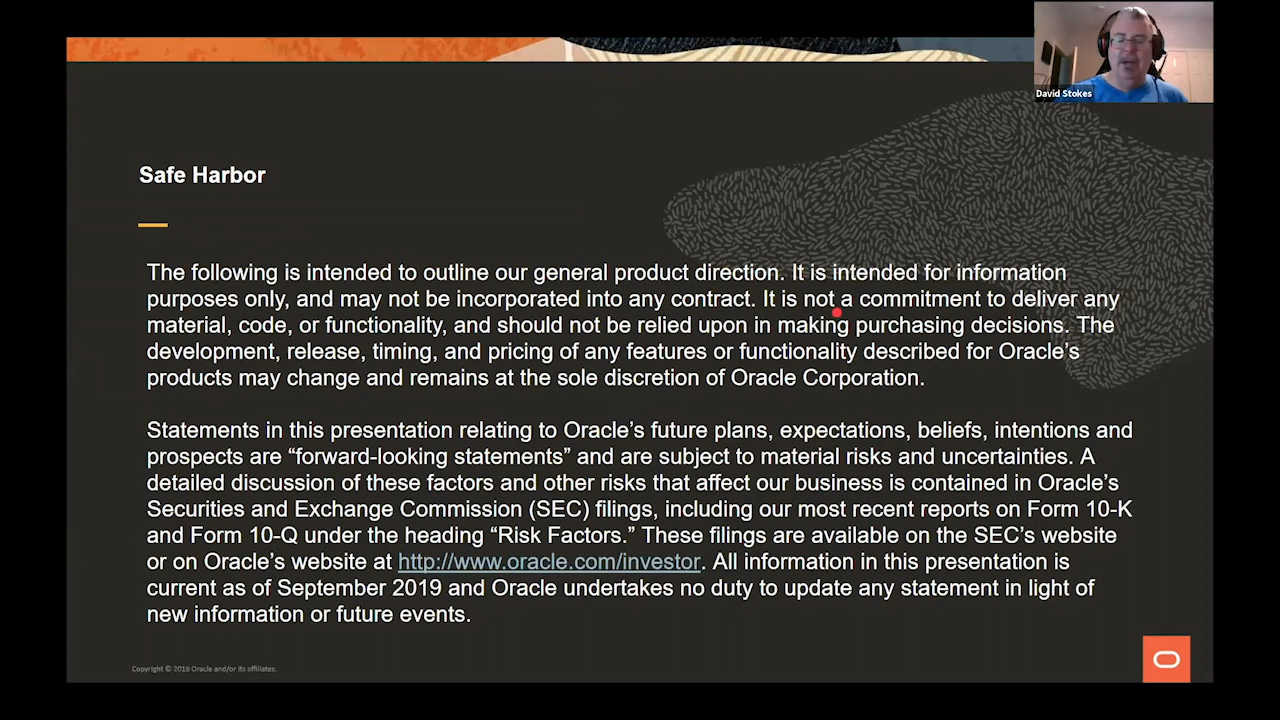 David Stokes
Safe Harbor
The following is intended to outline our general product direction. It is intended for information
purposes only, and may not be incorporated into any contract. It is not a commitment to deliver any
material, code, or functionality, and should not be relied upon in making purchasing decisions. The
development, release, timing, and pricing of any features or functionality described for Oracle’s
products may change and remains at the sole discretion of Oracle Corporation.
Statements in this presentation relating to Oracle’s future plans, expectations, beliefs, intentions and
prospects are “forward-looking statements” and are subject to material risks and uncertainties. A
detailed discussion of these factors and other risks that affect our business is contained in Oracle’s
Securities and Exchange Commission (SEC) filings, including our most recent reports on Form 10-K
and Form 10-Q under the heading “Risk Factors.” These filings are available on the SEC’s website
or on Oracle’s website at http://www.oracle.com/investor. All information in this presentation is
current as of September 2019 and Oracle undertakes no duty to update any statement in light of
new information or future events.
Copyright © 2019 Oracle and/or its affiliates.